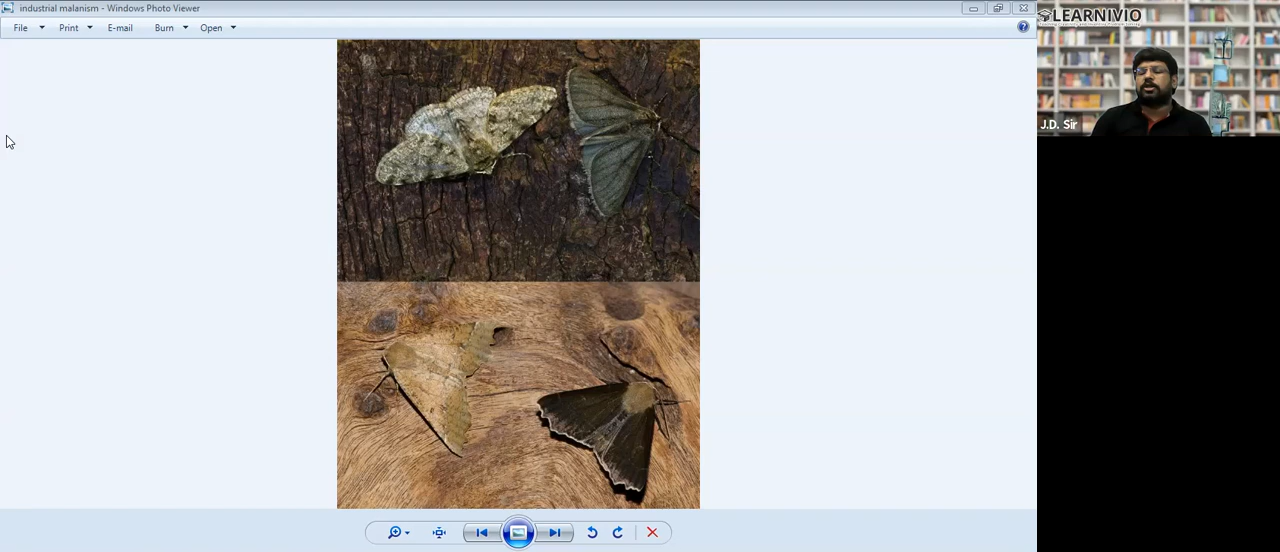 industrial malanism - Windows Photo Viewer
File Print E-mail Burn Open
LEARNIVIO
J.D. Sir